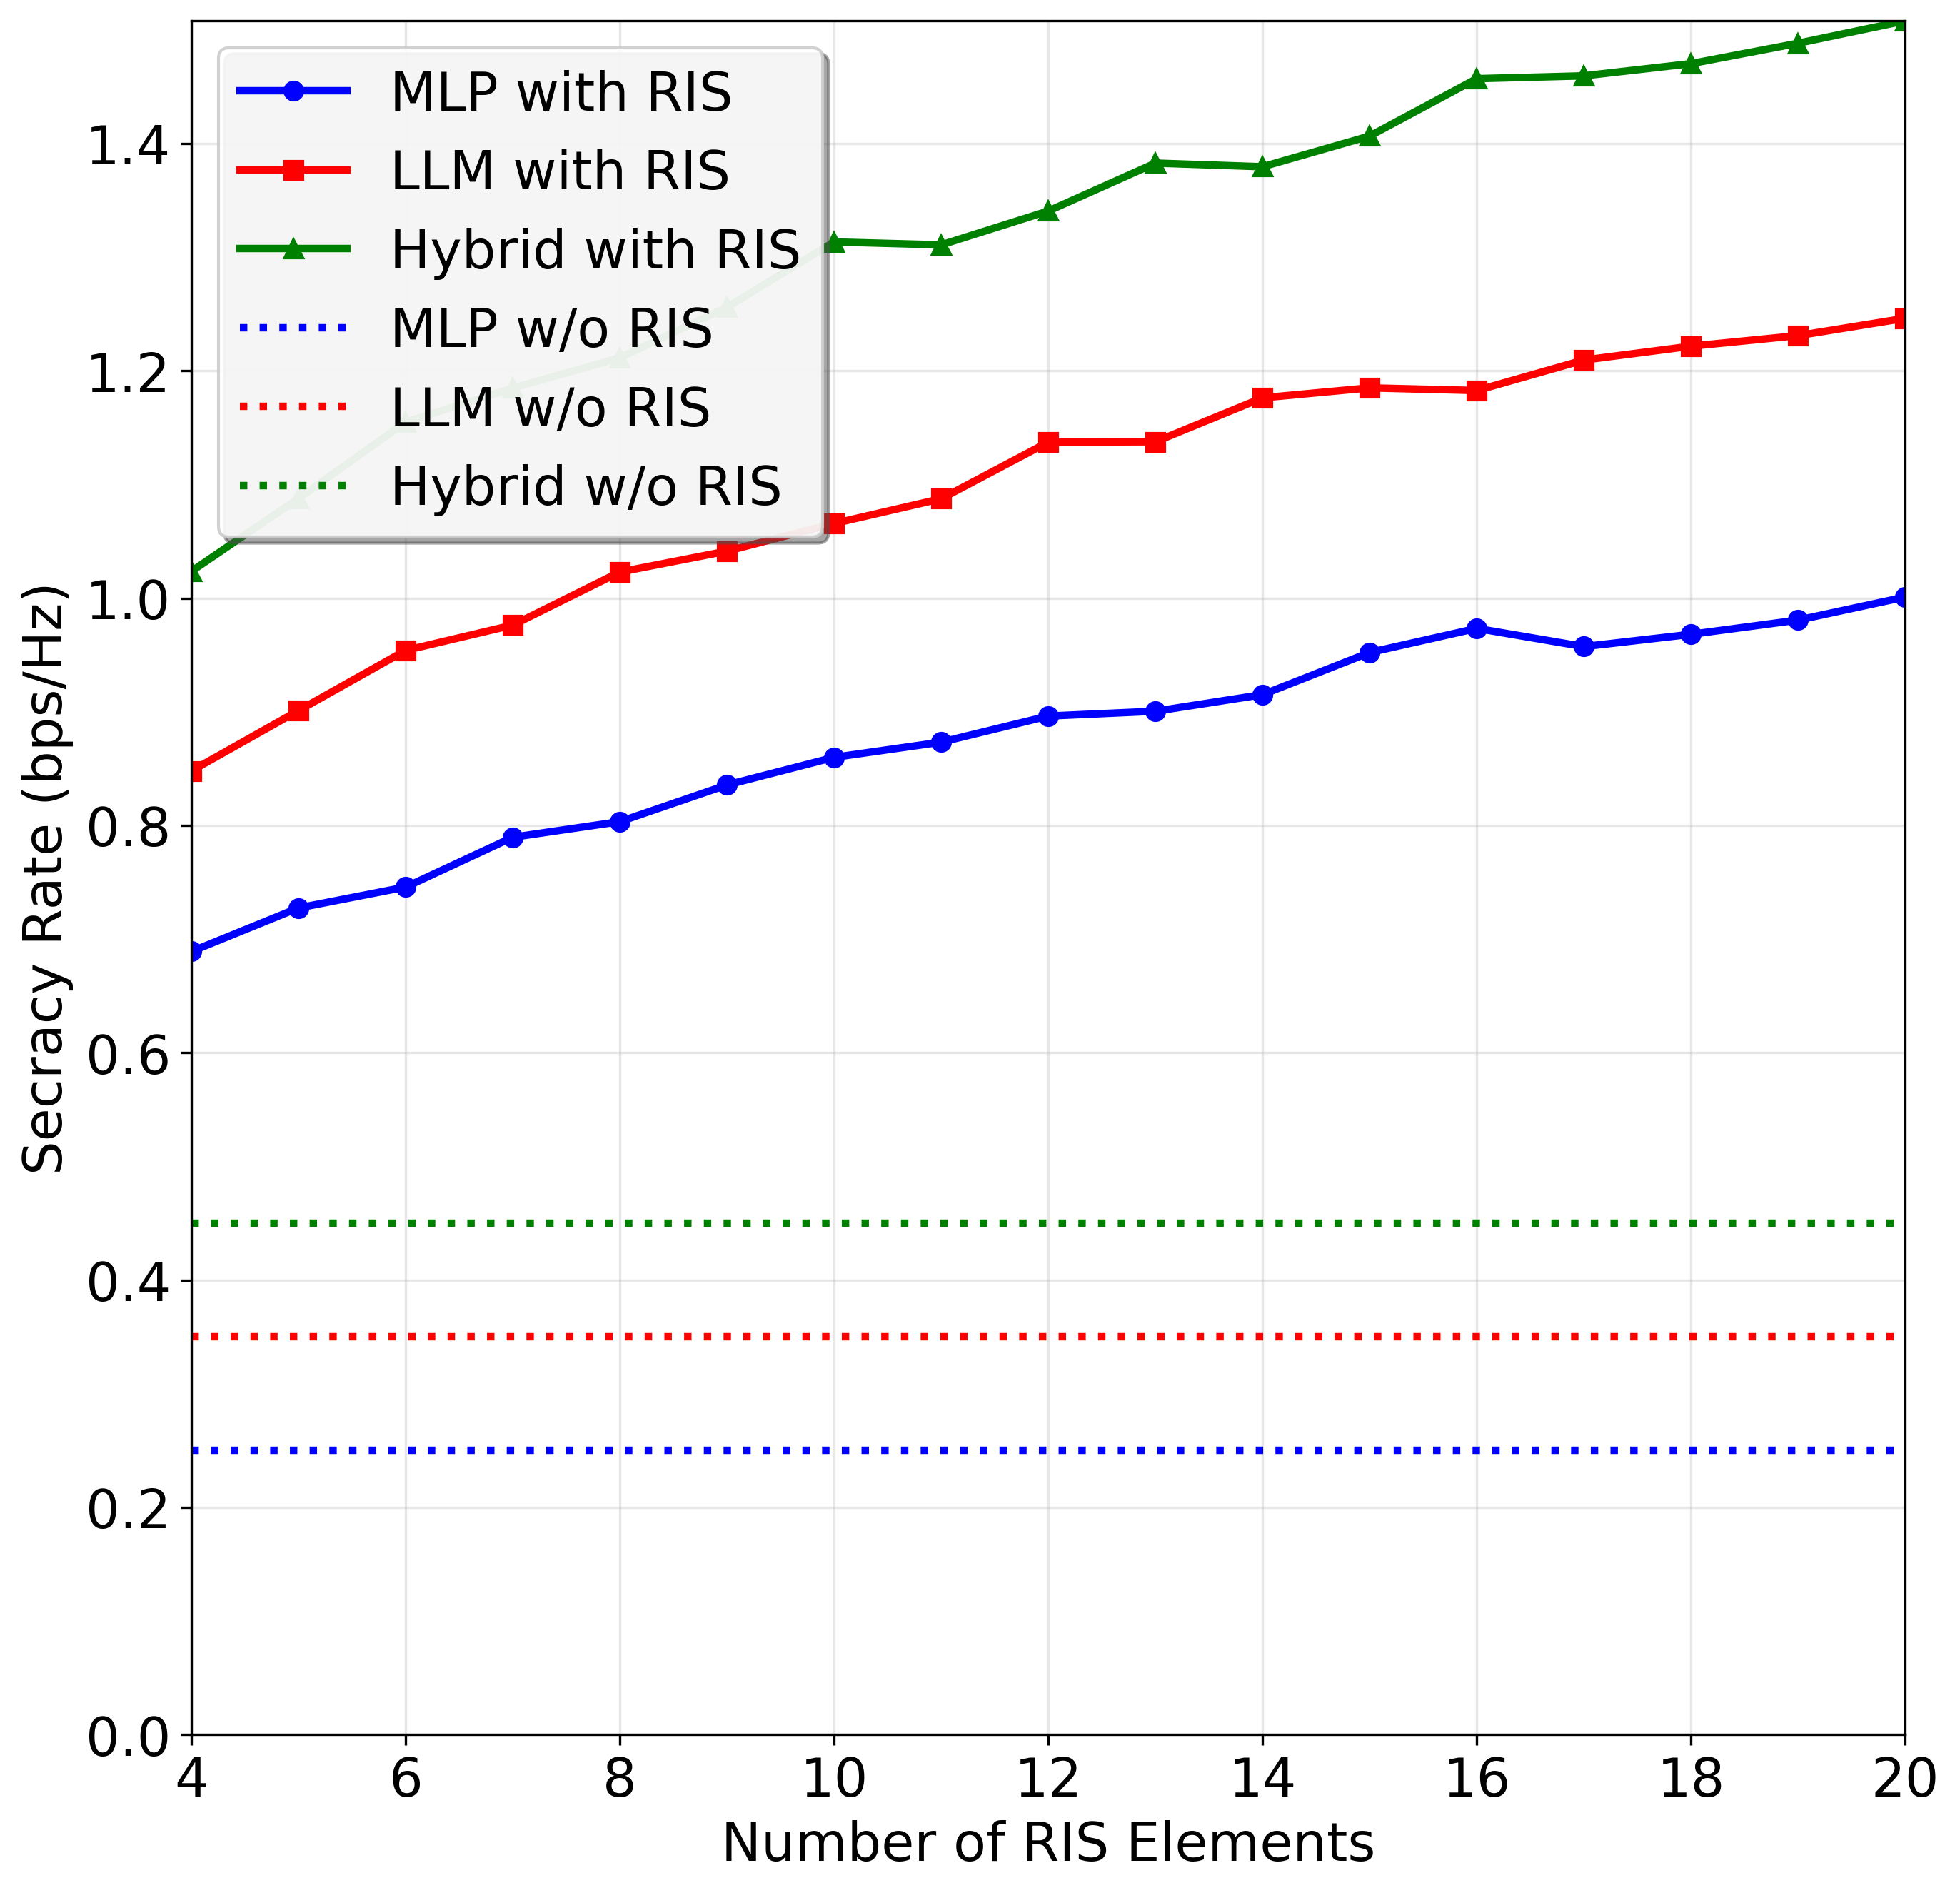 MLP with RIS
LLM with RIS
Hybrid with RIS
MLP w/o RIS
LLM w/o RIS
Hybrid w/o RIS
Secrecy Rate (bps/Hz)
1.4
1.2
1.0
0.8
0.6
0.4
0.2
0.0
4 6 8 10 12 14 16 18 20
Number of RIS Elements